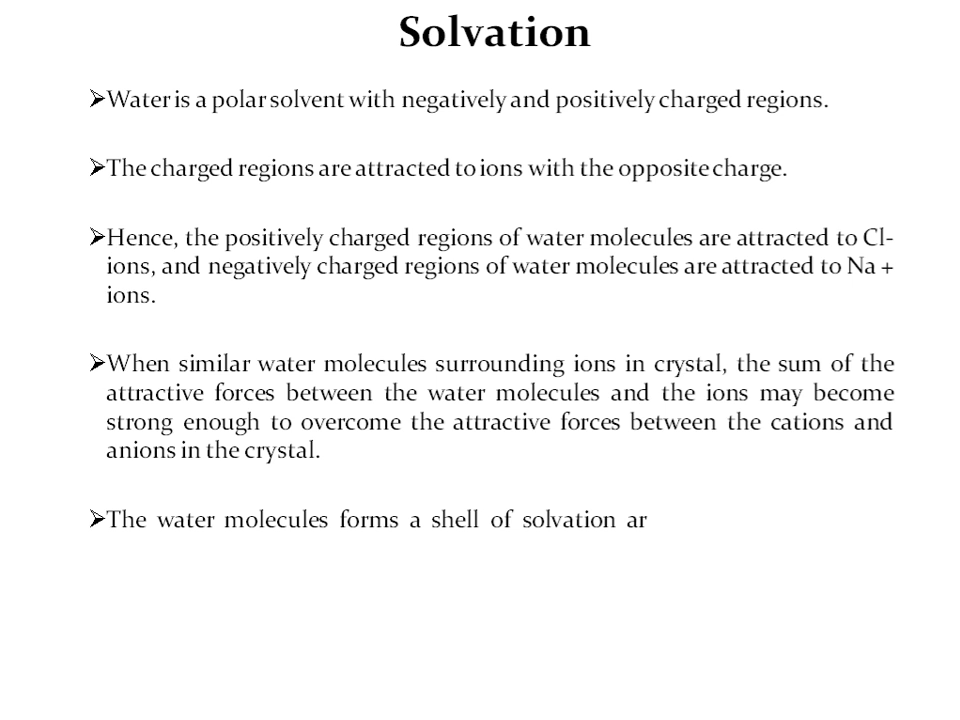 Solvation
➢Water is a polar solvent with negatively and positively charged regions.
➢The charged regions are attracted to ions with the opposite charge.
➢Hence, the positively charged regions of water molecules are attracted to Cl-
ions, and negatively charged regions of water molecules are attracted to Na +
ions.
➢When similar water molecules surrounding ions in crystal, the sum of the
attractive forces between the water molecules and the ions may become
strong enough to overcome the attractive forces between the cations and
anions in the crystal.
➢The water molecules forms a shell of solvation ar